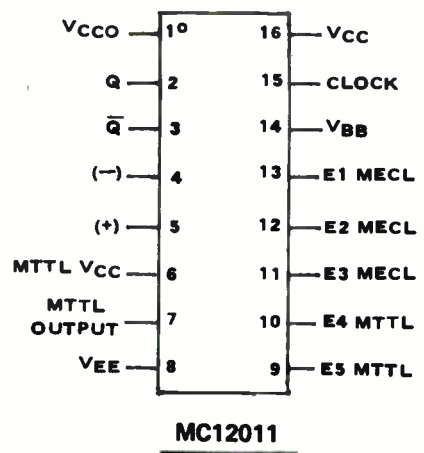 VCCO 1 16 VCC
Q 2 15 CLOCK
Q̅ 3 14 VBB
(−) 4 13 E1 MECL
(+) 5 12 E2 MECL
MTTL VCC 6 11 E3 MECL
MTTL
OUTPUT 7 10 E4 MTTL
VEE 8 9 E5 MTTL
MC12011